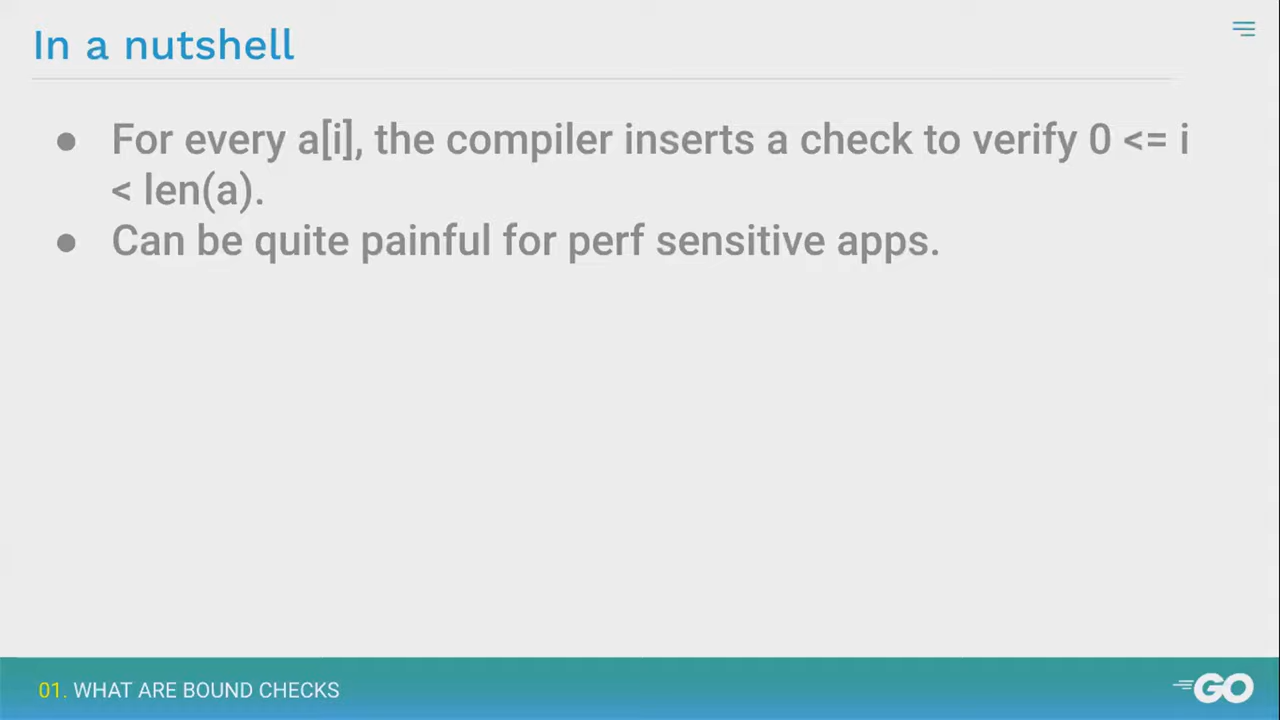 In a nutshell
● For every a[i], the compiler inserts a check to verify 0 <= i
< len(a).
● Can be quite painful for perf sensitive apps.
01. WHAT ARE BOUND CHECKS
GO